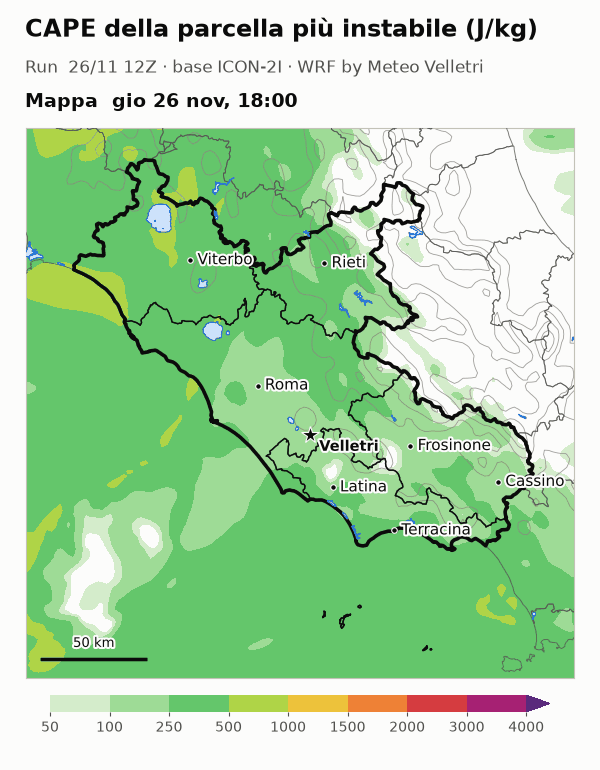 CAPE della parcella più instabile (J/kg)
Run  26/11 12Z · base ICON-2I · WRF by Meteo Velletri
Mappa  gio 26 nov, 18:00
Viterbo
Rieti
Roma
Velletri
Frosinone
Latina
Cassino
Terracina
50 km
50 100 250 500 1000 1500 2000 3000 4000